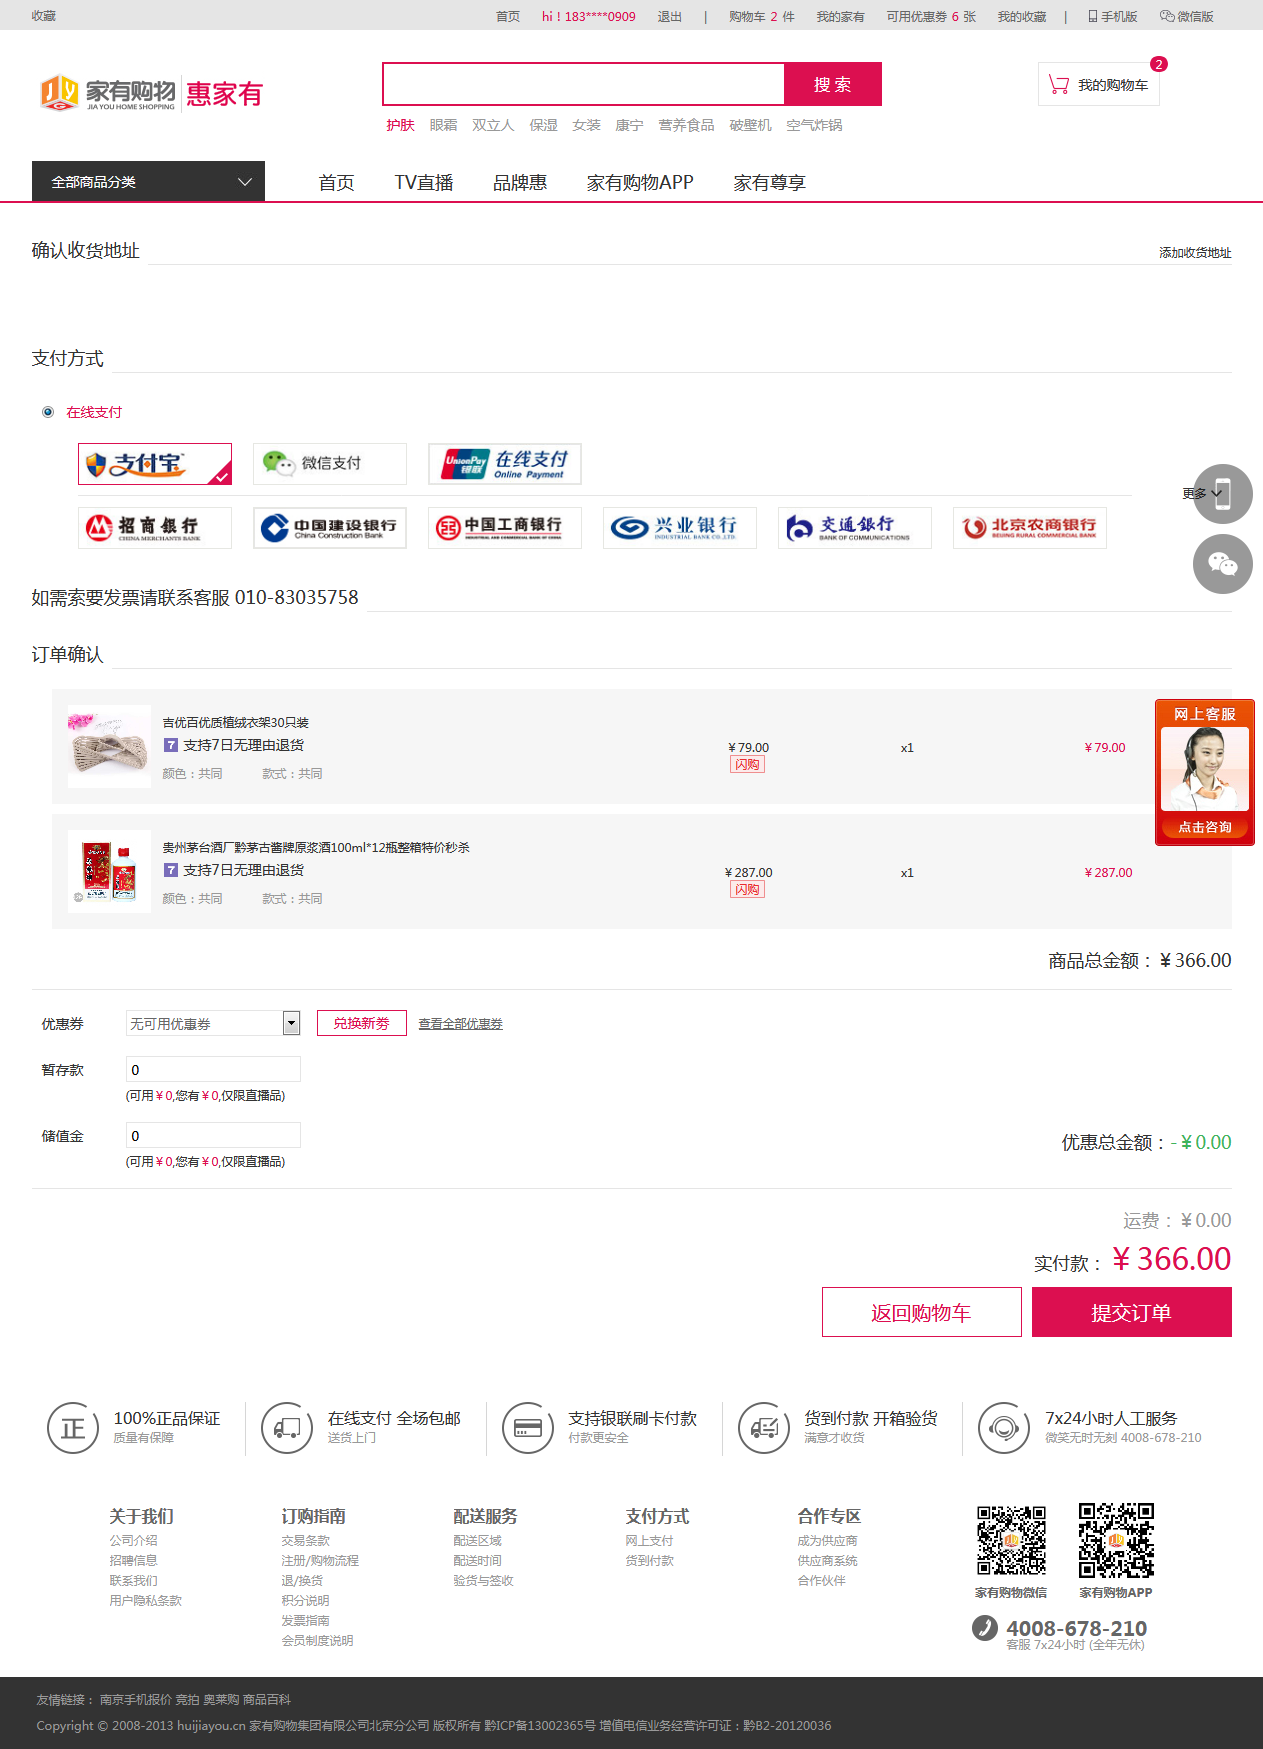 收藏
首页 hi！183****0909 退出 | 购物车 2 件 我的家有 可用优惠券 6 张 我的收藏 | 手机版 微信版
家有购物 JIA YOU HOME SHOPPING 惠家有
搜 索
2
我的购物车
护肤 眼霜 双立人 保湿 女装 康宁 营养食品 破壁机 空气炸锅
全部商品分类 首页 TV直播 品牌惠 家有购物APP 家有尊享
确认收货地址 添加收货地址
支付方式
在线支付
支付宝 微信支付 UnionPay 银联 在线支付 Online Payment
更多
招商银行 CHINA MERCHANTS BANK 中国建设银行 China Construction Bank 中国工商银行 INDUSTRIAL AND COMMERCIAL BANK OF CHINA 兴业银行 INDUSTRIAL BANK CO.,LTD. 交通銀行 BANK OF COMMUNICATIONS 北京农商银行 BEIJING RURAL COMMERCIAL BANK
如需索要发票请联系客服 010-83035758
订单确认
吉优百优质植绒衣架30只装
7 支持7日无理由退货
颜色：共同 款式：共同
¥79.00 x1 ¥79.00
闪购
网上客服
点击咨询
贵州茅台酒厂黔茅古酱牌原浆酒100ml*12瓶整箱特价秒杀
7 支持7日无理由退货
颜色：共同 款式：共同
¥287.00 x1 ¥287.00
闪购
商品总金额：¥366.00
优惠券 无可用优惠券 兑换新劵 查看全部优惠券
暂存款 0
(可用¥0,您有¥0,仅限直播品)
储值金 0
(可用¥0,您有¥0,仅限直播品)
优惠总金额：-¥0.00
运费：¥0.00
实付款：¥366.00
返回购物车 提交订单
正 100%正品保证
质量有保障
在线支付 全场包邮
送货上门
支持银联刷卡付款
付款更安全
货到付款 开箱验货
满意才收货
7x24小时人工服务
微笑无时无刻 4008-678-210
关于我们
公司介绍
招聘信息
联系我们
用户隐私条款
订购指南
交易条款
注册/购物流程
退/换货
积分说明
发票指南
会员制度说明
配送服务
配送区域
配送时间
验货与签收
支付方式
网上支付
货到付款
合作专区
成为供应商
供应商系统
合作伙伴
家有购物微信 家有购物APP
4008-678-210
客服 7x24小时 (全年无休)
友情链接： 南京手机报价 竞拍 奥莱购 商品百科
Copyright © 2008-2013 huijiayou.cn 家有购物集团有限公司北京分公司 版权所有 黔ICP备13002365号 增值电信业务经营许可证：黔B2-20120036